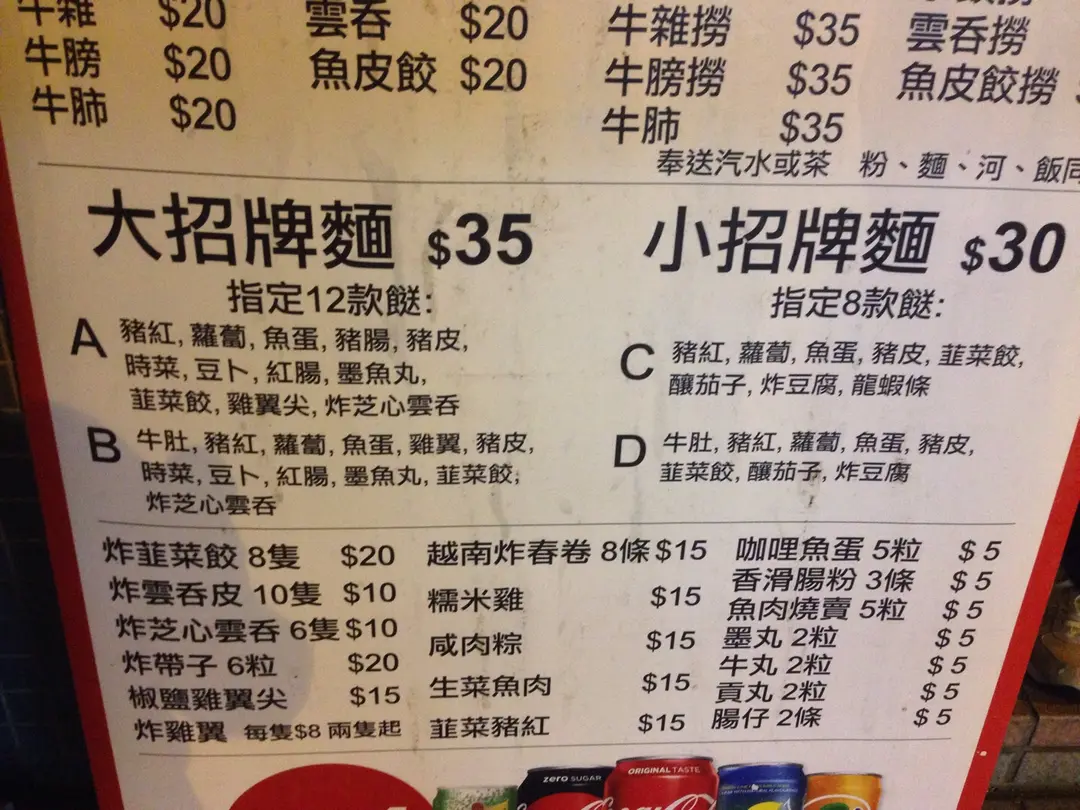 牛雜 $20 雲吞 $20 牛雜撈 $35 雲吞撈
牛膀 $20 魚皮餃 $20 牛膀撈 $35 魚皮餃撈
牛肺 $20 牛肺 $35
奉送汽水或茶 粉、麵、河、飯同
大招牌麵 $35
指定12款餸:
A 豬紅, 蘿蔔, 魚蛋, 豬腸, 豬皮,
時菜, 豆卜, 紅腸, 墨魚丸,
韮菜餃, 雞翼尖, 炸芝心雲吞
B 牛肚, 豬紅, 蘿蔔, 魚蛋, 雞翼, 豬皮,
時菜, 豆卜, 紅腸, 墨魚丸, 韮菜餃,
炸芝心雲吞
小招牌麵 $30
指定8款餸:
C 豬紅, 蘿蔔, 魚蛋, 豬皮, 韮菜餃,
釀茄子, 炸豆腐, 龍蝦條
D 牛肚, 豬紅, 蘿蔔, 魚蛋, 豬皮,
韮菜餃, 釀茄子, 炸豆腐
炸韮菜餃 8隻 $20
炸雲吞皮 10隻 $10
炸芝心雲吞 6隻 $10
炸帶子 6粒 $20
椒鹽雞翼尖 $15
炸雞翼 每隻$8 兩隻起
越南炸春卷 8條 $15
糯米雞 $15
咸肉粽 $15
生菜魚肉 $15
韮菜豬紅 $15
咖哩魚蛋 5粒 $5
香滑腸粉 3條 $5
魚肉燒賣 5粒 $5
墨丸 2粒 $5
牛丸 2粒 $5
貢丸 2粒 $5
腸仔 2條 $5
zero SUGAR
ORIGINAL TASTE